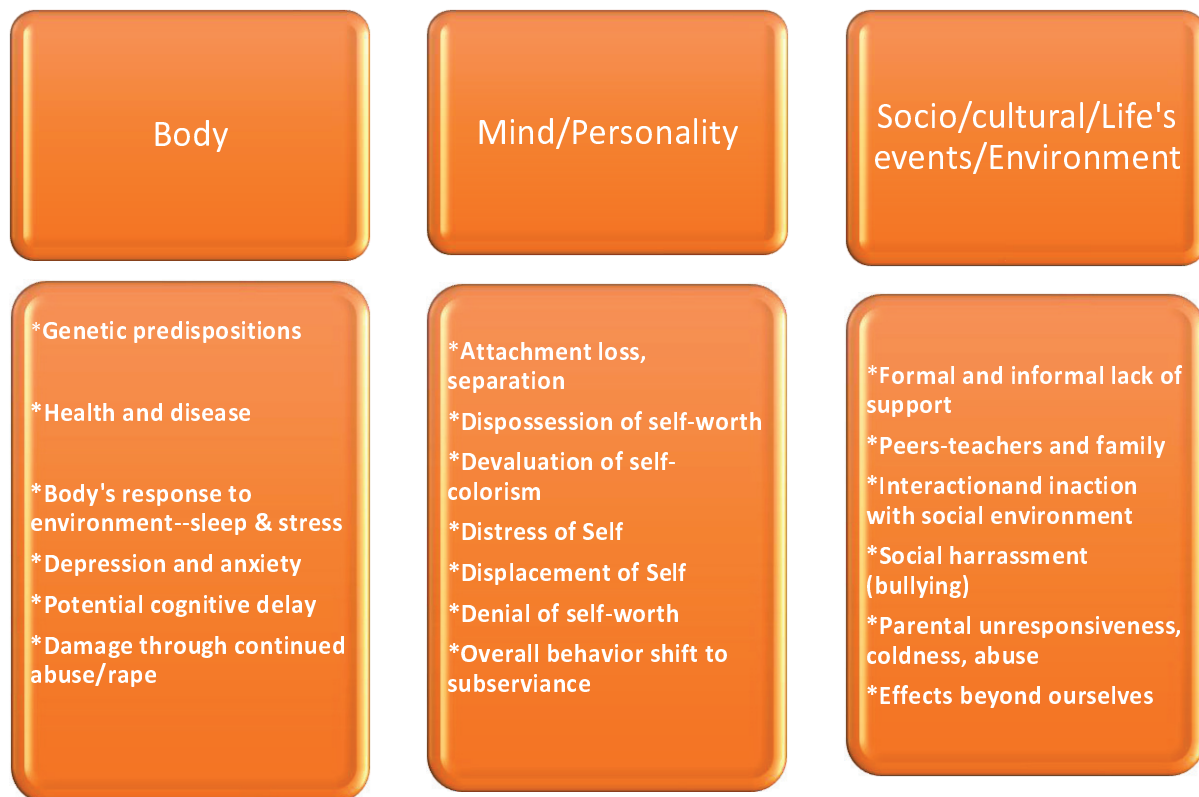 Body
*Genetic predispositions
*Health and disease
*Body's response to
environment--sleep & stress
*Depression and anxiety
*Potential cognitive delay
*Damage through continued
abuse/rape
Mind/Personality
*Attachment loss,
separation
*Dispossession of self-worth
*Devaluation of self-
colorism
*Distress of Self
*Displacement of Self
*Denial of self-worth
*Overall behavior shift to
subserviance
Socio/cultural/Life's
events/Environment
*Formal and informal lack of
support
*Peers-teachers and family
*Interactionand inaction
with social environment
*Social harrassment
(bullying)
*Parental unresponsiveness,
coldness, abuse
*Effects beyond ourselves